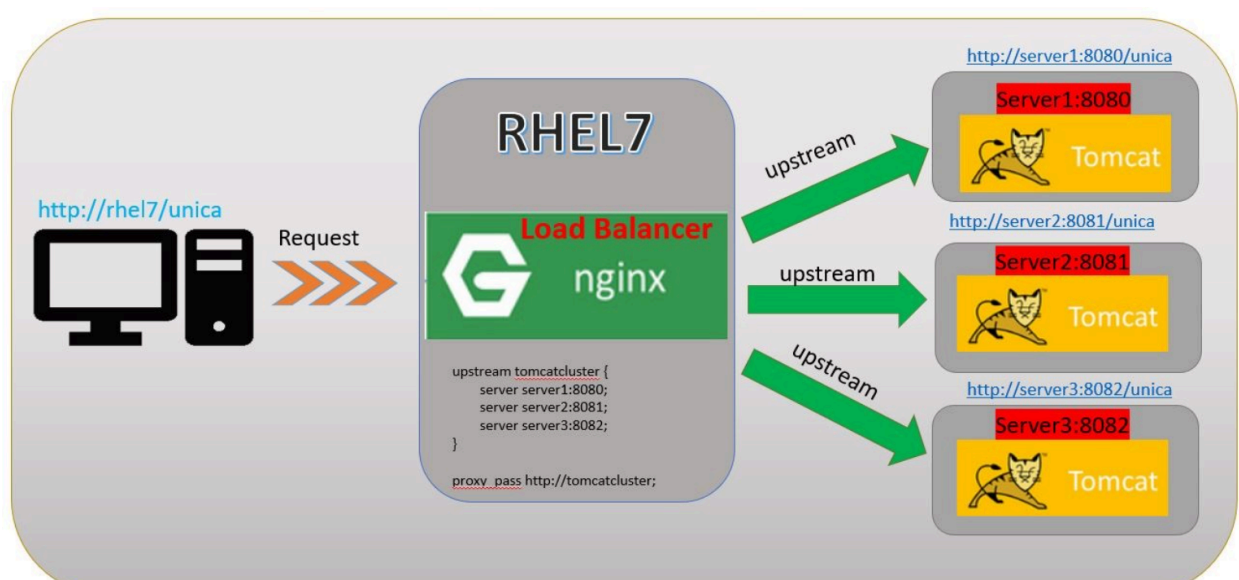 http://rhel7/unica
Request
RHEL7
Load Balancer
nginx
upstream tomcatcluster {
server server1:8080;
server server2:8081;
server server3:8082;
}
proxy_pass http://tomcatcluster;
upstream
upstream
upstream
http://server1:8080/unica
Server1:8080
Tomcat
http://server2:8081/unica
Server2:8081
Tomcat
http://server3:8082/unica
Server3:8082
Tomcat